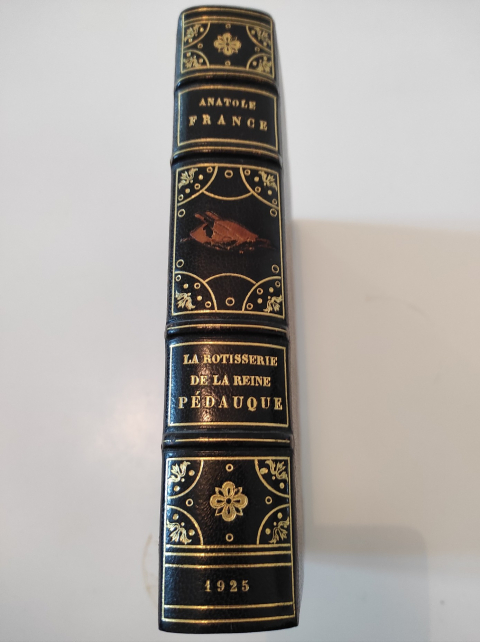 ANATOLE
FRANCE
LA ROTISSERIE
DE LA REINE
PÉDAUQUE
1925